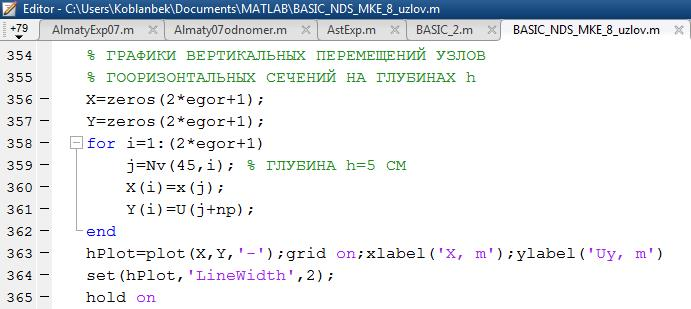 Editor - C:\Users\Koblanbek\Documents\MATLAB\BASIC_NDS_MKE_8_uzlov.m
+79 AlmatyExp07.m × Almaty07odnomer.m × AstExp.m × BASIC_2.m × BASIC_NDS_MKE_8_uzlov.m
354 % ГРАФИКИ ВЕРТИКАЛЬНЫХ ПЕРЕМЕЩЕНИЙ УЗЛОВ
355 % ГООРИЗОНТАЛЬНЫХ СЕЧЕНИЙ НА ГЛУБИНАХ h
356 – X=zeros(2*egor+1);
357 – Y=zeros(2*egor+1);
358 – for i=1:(2*egor+1)
359 – j=Nv(45,i); % ГЛУБИНА h=5 СМ
360 – X(i)=x(j);
361 – Y(i)=U(j+np);
362 – end
363 – hPlot=plot(X,Y,'-');grid on;xlabel('X, m');ylabel('Uy, m')
364 – set(hPlot,'LineWidth',2);
365 – hold on